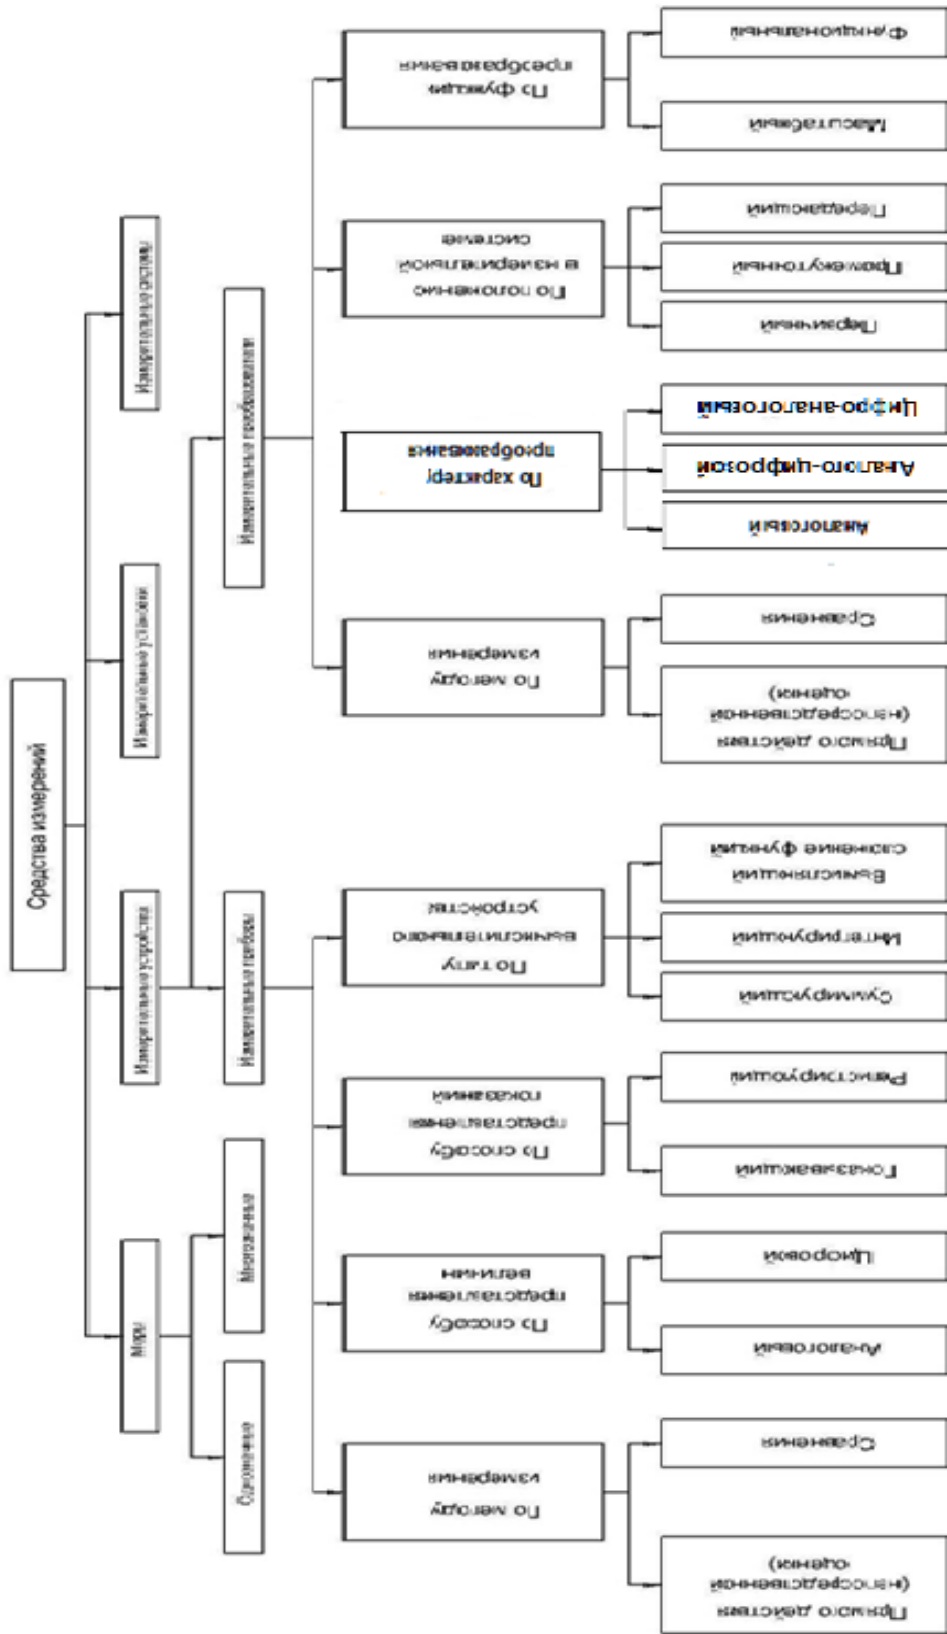 Средства измерений
Меры
Измерительные устройства
Измерительные установки
Измерительные системы
Однозначные
Многозначные
Измерительные приборы
Измерительные преобразователи
По методу
измерения
Прямого действия
(непосредственной
оценки)
Сравнения
По способу
представления
величин
Аналоговый
Цифровой
По способу
представления
показаний
Показывающий
Регистрирующий
По типу
вычислительного
устройства
Суммирующий
Интегрирующий
Вычисляющий
сложение функций
По методу
измерения
Прямого действия
(непосредственной
оценки)
Сравнения
По характеру
преобразования
Аналоговый
Аналого-цифровой
Цифро-аналоговый
По положению
в измерительной
системе
Первичный
Промежуточный
Передающий
По функции
преобразования
Масштабный
Функциональный